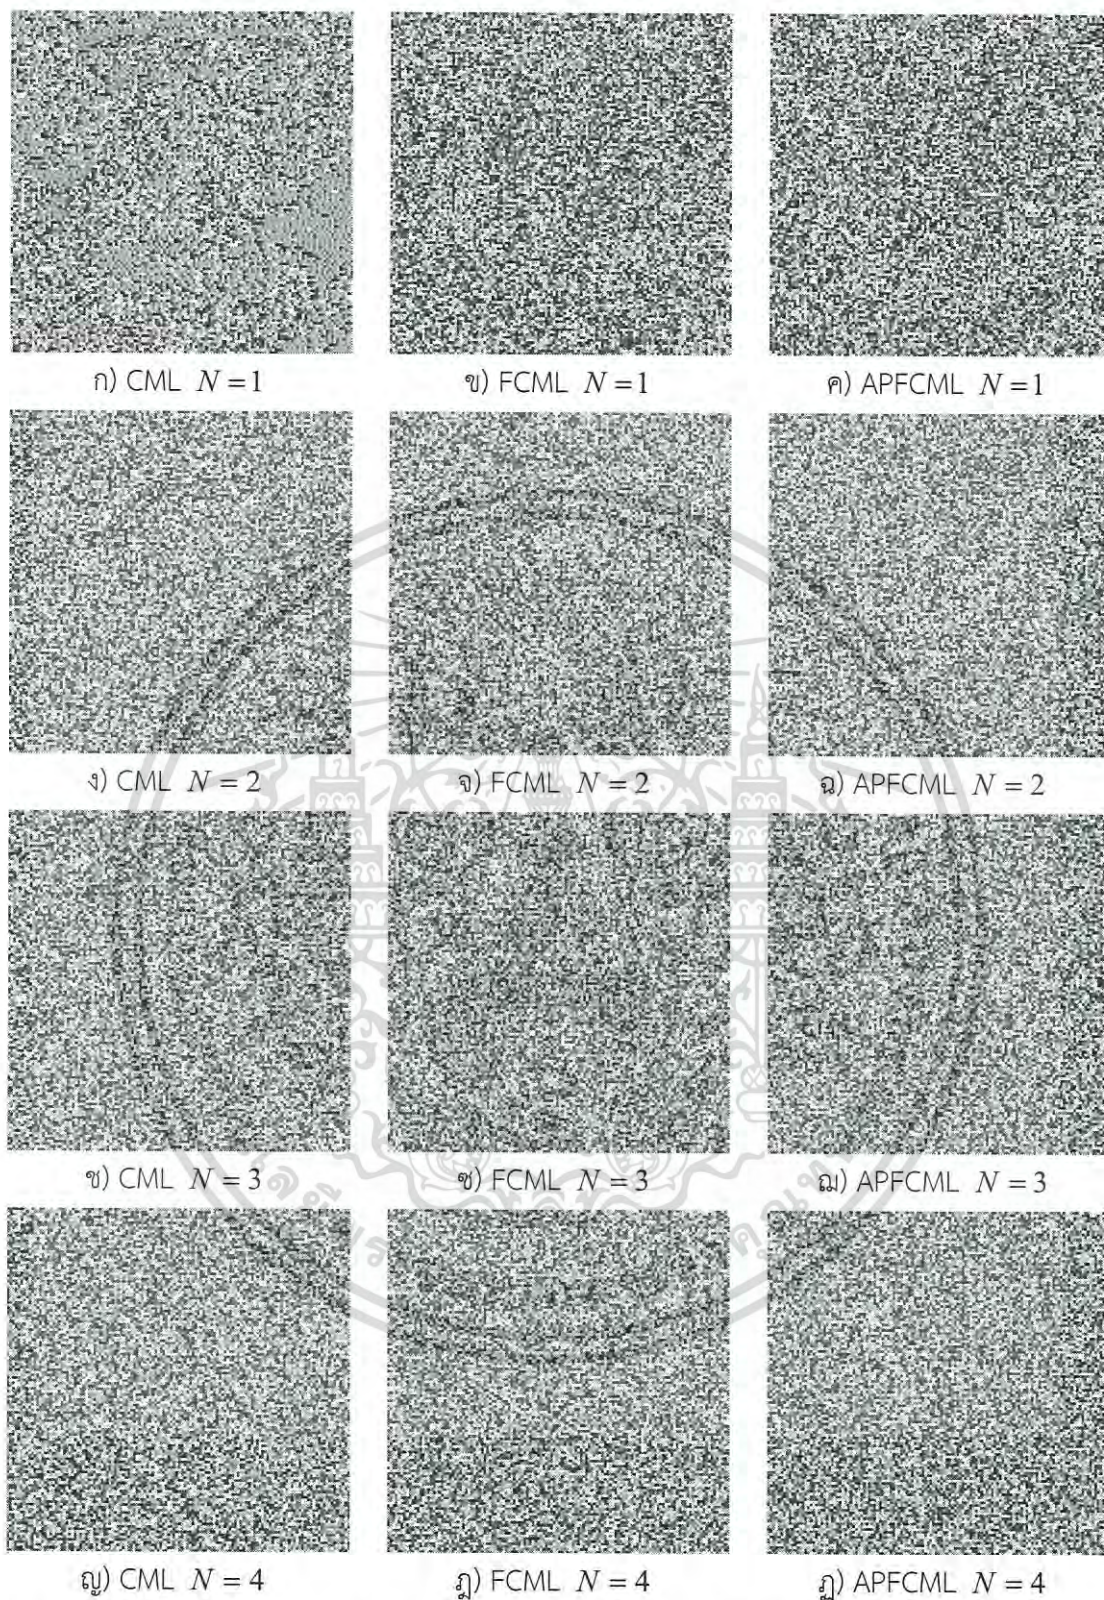 ก) CML N = 1
ข) FCML N = 1
ค) APFCML N = 1
ง) CML N = 2
จ) FCML N = 2
ฉ) APFCML N = 2
ช) CML N = 3
ซ) FCML N = 3
ฌ) APFCML N = 3
ญ) CML N = 4
ฎ) FCML N = 4
ฏ) APFCML N = 4